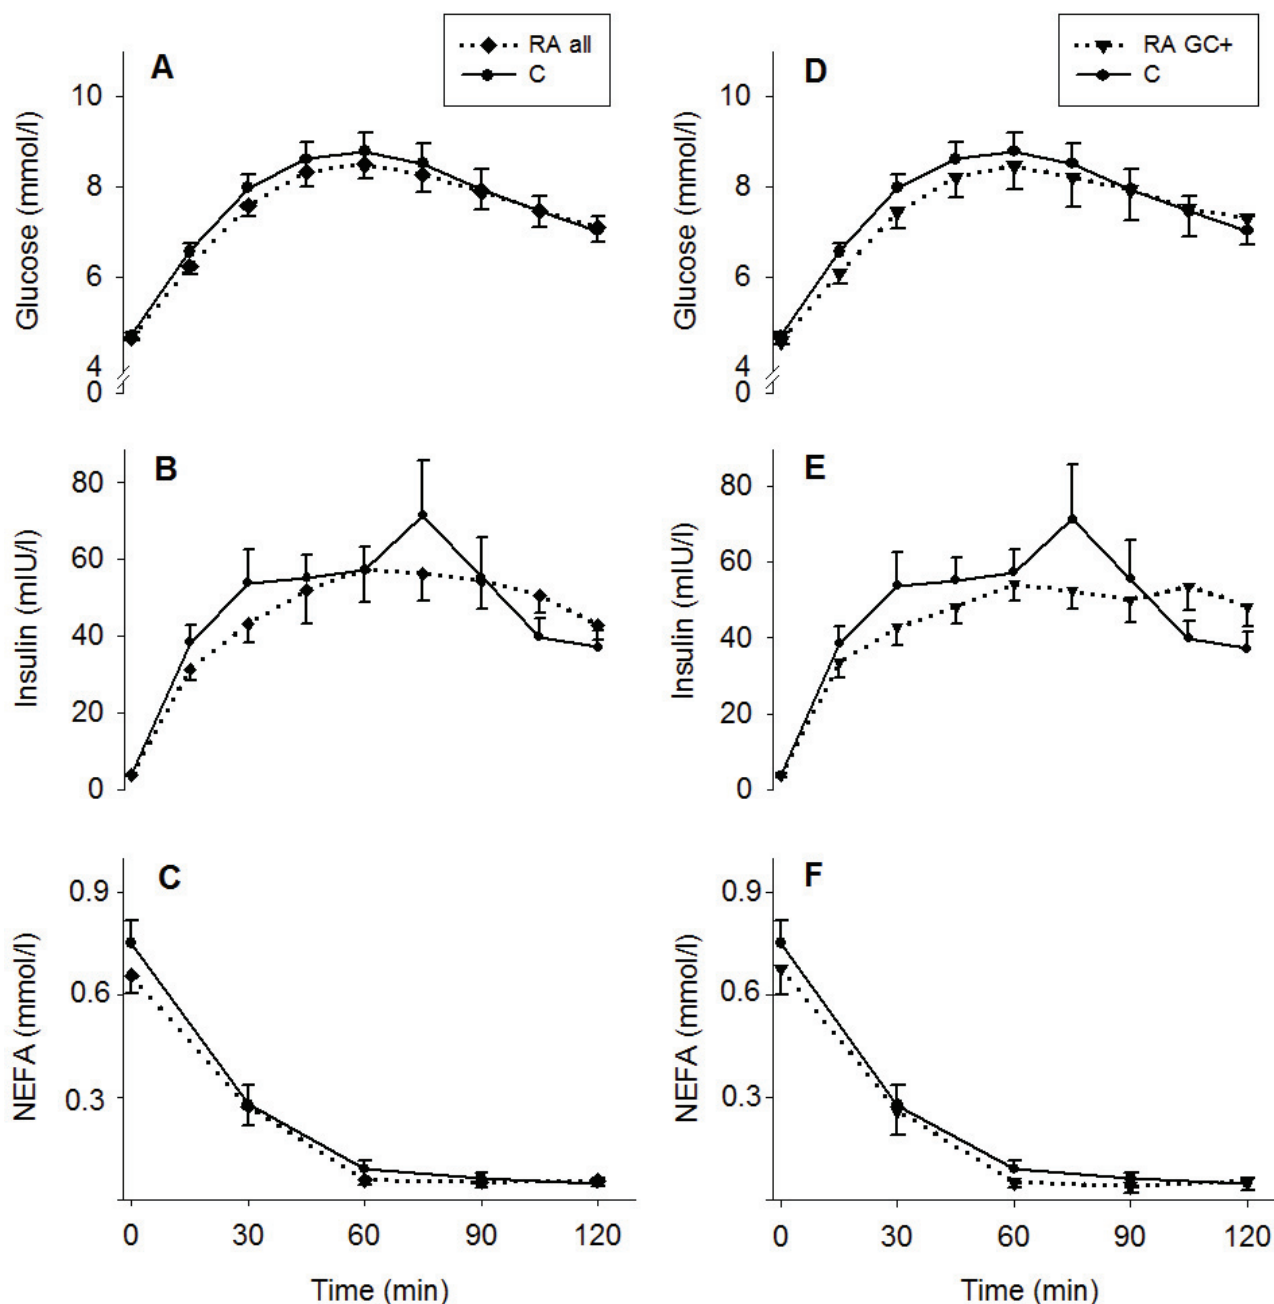 RA all
C
A
10
8
6
4
0
Glucose (mmol/l)
RA GC+
C
D
10
8
6
4
0
Glucose (mmol/l)
B
80
60
40
20
0
Insulin (mIU/l)
E
80
60
40
20
0
Insulin (mIU/l)
C
0.9
0.6
0.3
NEFA (mmol/l)
0 30 60 90 120
Time (min)
F
0.9
0.6
0.3
NEFA (mmol/l)
0 30 60 90 120
Time (min)